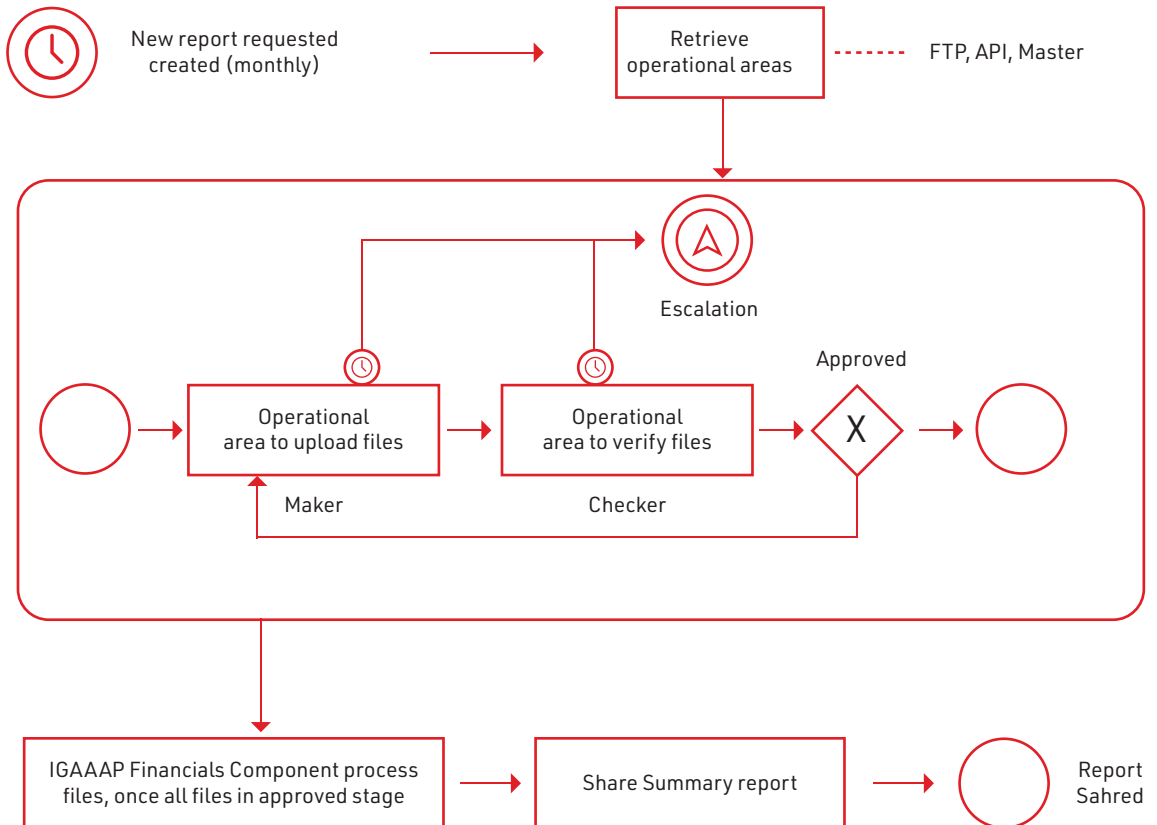 New report requested
created (monthly)
Retrieve
operational areas
FTP, API, Master
Escalation
Approved
Operational
area to upload files
Operational
area to verify files
X
Maker
Checker
IGAAAP Financials Component process
files, once all files in approved stage
Share Summary report
Report
Sahred